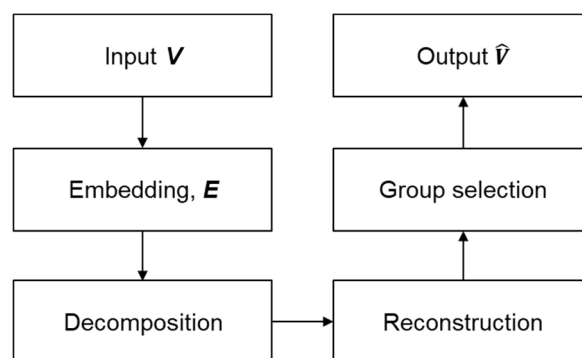 Input V
Embedding, E
Decomposition
Reconstruction
Group selection
Output V̂